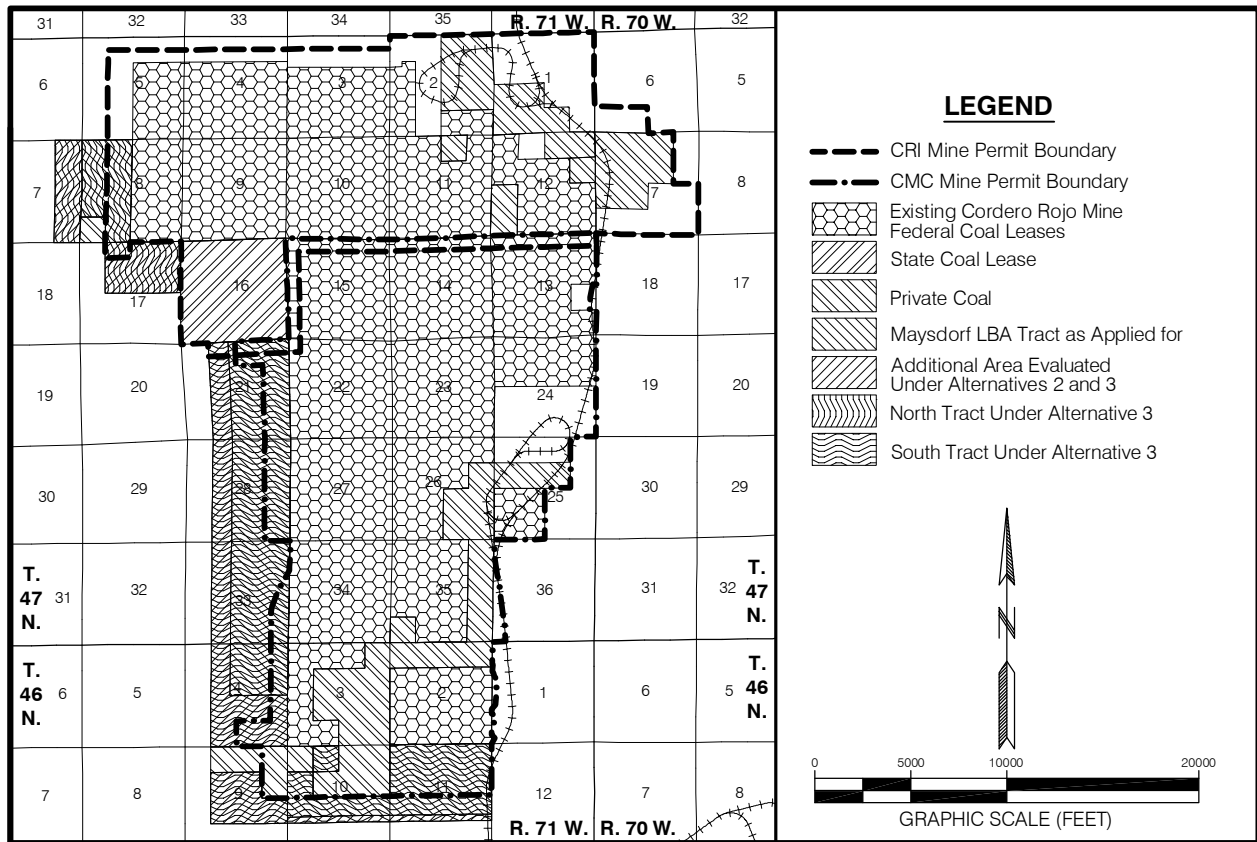 31 32 33 34 35 R. 71 W. R. 70 W. 32
6 5 4 3 2 1 6 5
7 8 9 10 11 12 7 8
18 17 16 15 14 13 18 17
19 20 21 22 23 24 19 20
30 29 28 27 26 25 30 29
T. 47 N. 31 32 33 34 35 36 31 32 T. 47 N.
T. 46 N. 6 5 4 3 2 1 6 5 T. 46 N.
7 8 9 10 11 12 7 8
R. 71 W. R. 70 W.
LEGEND
CRI Mine Permit Boundary
CMC Mine Permit Boundary
Existing Cordero Rojo Mine
Federal Coal Leases
State Coal Lease
Private Coal
Maysdorf LBA Tract as Applied for
Additional Area Evaluated
Under Alternatives 2 and 3
North Tract Under Alternative 3
South Tract Under Alternative 3
N
0 5000 10000 20000
GRAPHIC SCALE (FEET)